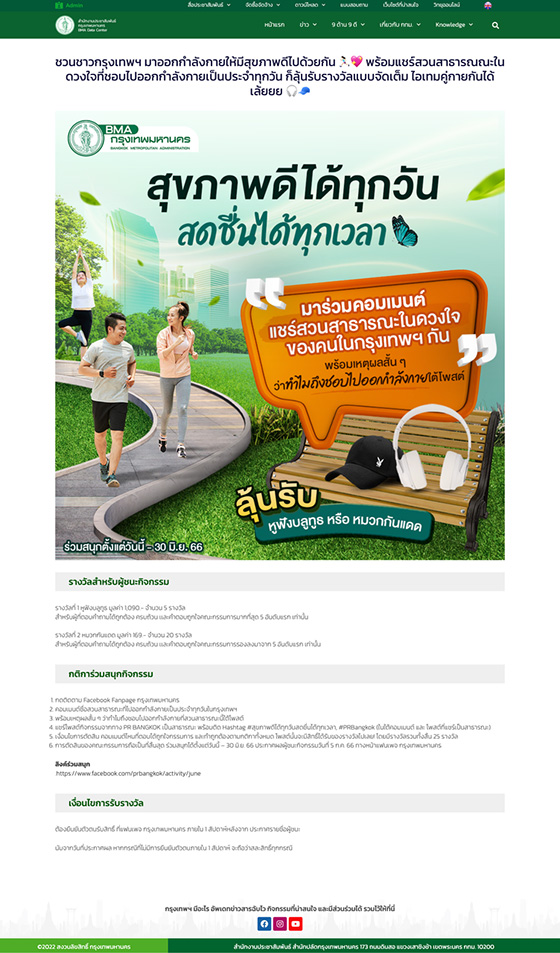 Admin
สื่อประชาสัมพันธ์ จัดซื้อจัดจ้าง ดาวน์โหลด แบบสอบถาม เว็บไซต์ที่น่าสนใจ วิทยุออนไลน์
สำนักงานประชาสัมพันธ์
กรุงเทพมหานคร
BMA Data Center
หน้าแรก ข่าว 9 ด้าน 9 ดี เกี่ยวกับ กทม. Knowledge
ชวนชาวกรุงเทพฯ มาออกกำลังกายให้มีสุขภาพดีไปด้วยกัน 🏃💖 พร้อมแชร์สวนสาธารณณะใน
ดวงใจที่ชอบไปออกกำลังกายเป็นประจำทุกวัน ก็ลุ้นรับรางวัลแบบจัดเต็ม ไอเทมคู่กายกันได้
เล้ยยย 🎧🧢
BMA
กรุงเทพมหานคร
BANGKOK METROPOLITAN ADMINISTRATION
สุขภาพดีได้ทุกวัน
สดชื่นได้ทุกเวลา
มาร่วมคอมเมนต์
แชร์สวนสาธารณะในดวงใจ
ของคนในกรุงเทพฯ กัน
พร้อมเหตุผลสั้น ๆ
ว่าทำไมถึงชอบไปออกกำลังกายใต้โพสต์
ลุ้นรับ
หูฟังบลูทูธ หรือ หมวกกันแดด
ร่วมสนุกตั้งแต่วันนี้ - 30 มิ.ย. 66
รางวัลสำหรับผู้ชนะกิจกรรม
รางวัลที่ 1 หูฟังบลูทูธ มูลค่า 1,090.- จำนวน 5 รางวัล
สำหรับผู้ที่ตอบคำถามได้ถูกต้อง ครบถ้วน และคำตอบถูกใจคณะกรรมการมากที่สุด 5 อันดับแรก เท่านั้น
รางวัลที่ 2 หมวกกันแดด มูลค่า 169.- จำนวน 20 รางวัล
สำหรับผู้ที่ตอบคำถามได้ถูกต้อง ครบถ้วน และคำตอบถูกใจคณะกรรมการรองลงมาจาก 5 อันดับแรก เท่านั้น
กติการ่วมสนุกกิจกรรม
1. กดติดตาม Facebook Fanpage กรุงเทพมหานคร
2. คอมเมนต์ชื่อสวนสาธารณะที่ไปออกกำลังกายเป็นประจำทุกวันในกรุงเทพฯ
3. พร้อมเหตุผลสั้น ๆ ว่าทำไมถึงชอบไปออกกำลังกายที่สวนสาธารณะนี้ใต้โพสต์
4. แชร์โพสต์กิจกรรมจากทาง PR BANGKOK เป็นสาธารณะ พร้อมติด Hashtag #สุขภาพดีได้ทุกวันสดชื่นได้ทุกเวลา, #PRBangkok (ในใต้คอมเมนต์ และ โพสต์ที่แชร์เป็นสาธารณะ)
5. เงื่อนไขการตัดสิน คอมเมนต์ไหนที่ตอบได้ถูกใจกรรมการ และทำถูกต้องตามกติกาทั้งหมด โพสต์นั้นจะมีสิทธิ์ได้รับของรางวัลไปเลย! โดยมีรางวัลรวมทั้งสิ้น 25 รางวัล
6. การตัดสินของคณะกรรมการถือเป็นที่สิ้นสุด ร่วมสนุกได้ตั้งแต่วันนี้ – 30 มิ.ย. 66 ประกาศผลผู้ชนะกิจกรรมวันที่ 5 ก.ค. 66 ทางหน้าแฟนเพจ กรุงเทพมหานคร
ลิงค์ร่วมสนุก
:https://www.facebook.com/prbangkok/activity/june
เงื่อนไขการรับรางวัล
ต้องยืนยันตัวตนรับสิทธิ์ ที่แฟนเพจ กรุงเทพมหานคร ภายใน 1 สัปดาห์หลังจาก ประกาศรายชื่อผู้ชนะ
นับจากวันที่ประกาศผล หากกรณีที่ไม่มีการยืนยันตัวตนภายใน 1 สัปดาห์ จะถือว่าสละสิทธิ์ทุกกรณี
กรุงเทพฯ มีอะไร อัพเดทข่าวสารฉับไว กิจกรรมที่น่าสนใจ และมีส่วนร่วมได้ รวมไว้ให้ที่นี่
©2022 สงวนลิขสิทธิ์ กรุงเทพมหานคร
สำนักงานประชาสัมพันธ์ สำนักปลัดกรุงเทพมหานคร 173 ถนนดินสอ แขวงเสาชิงช้า เขตพระนคร กทม. 10200